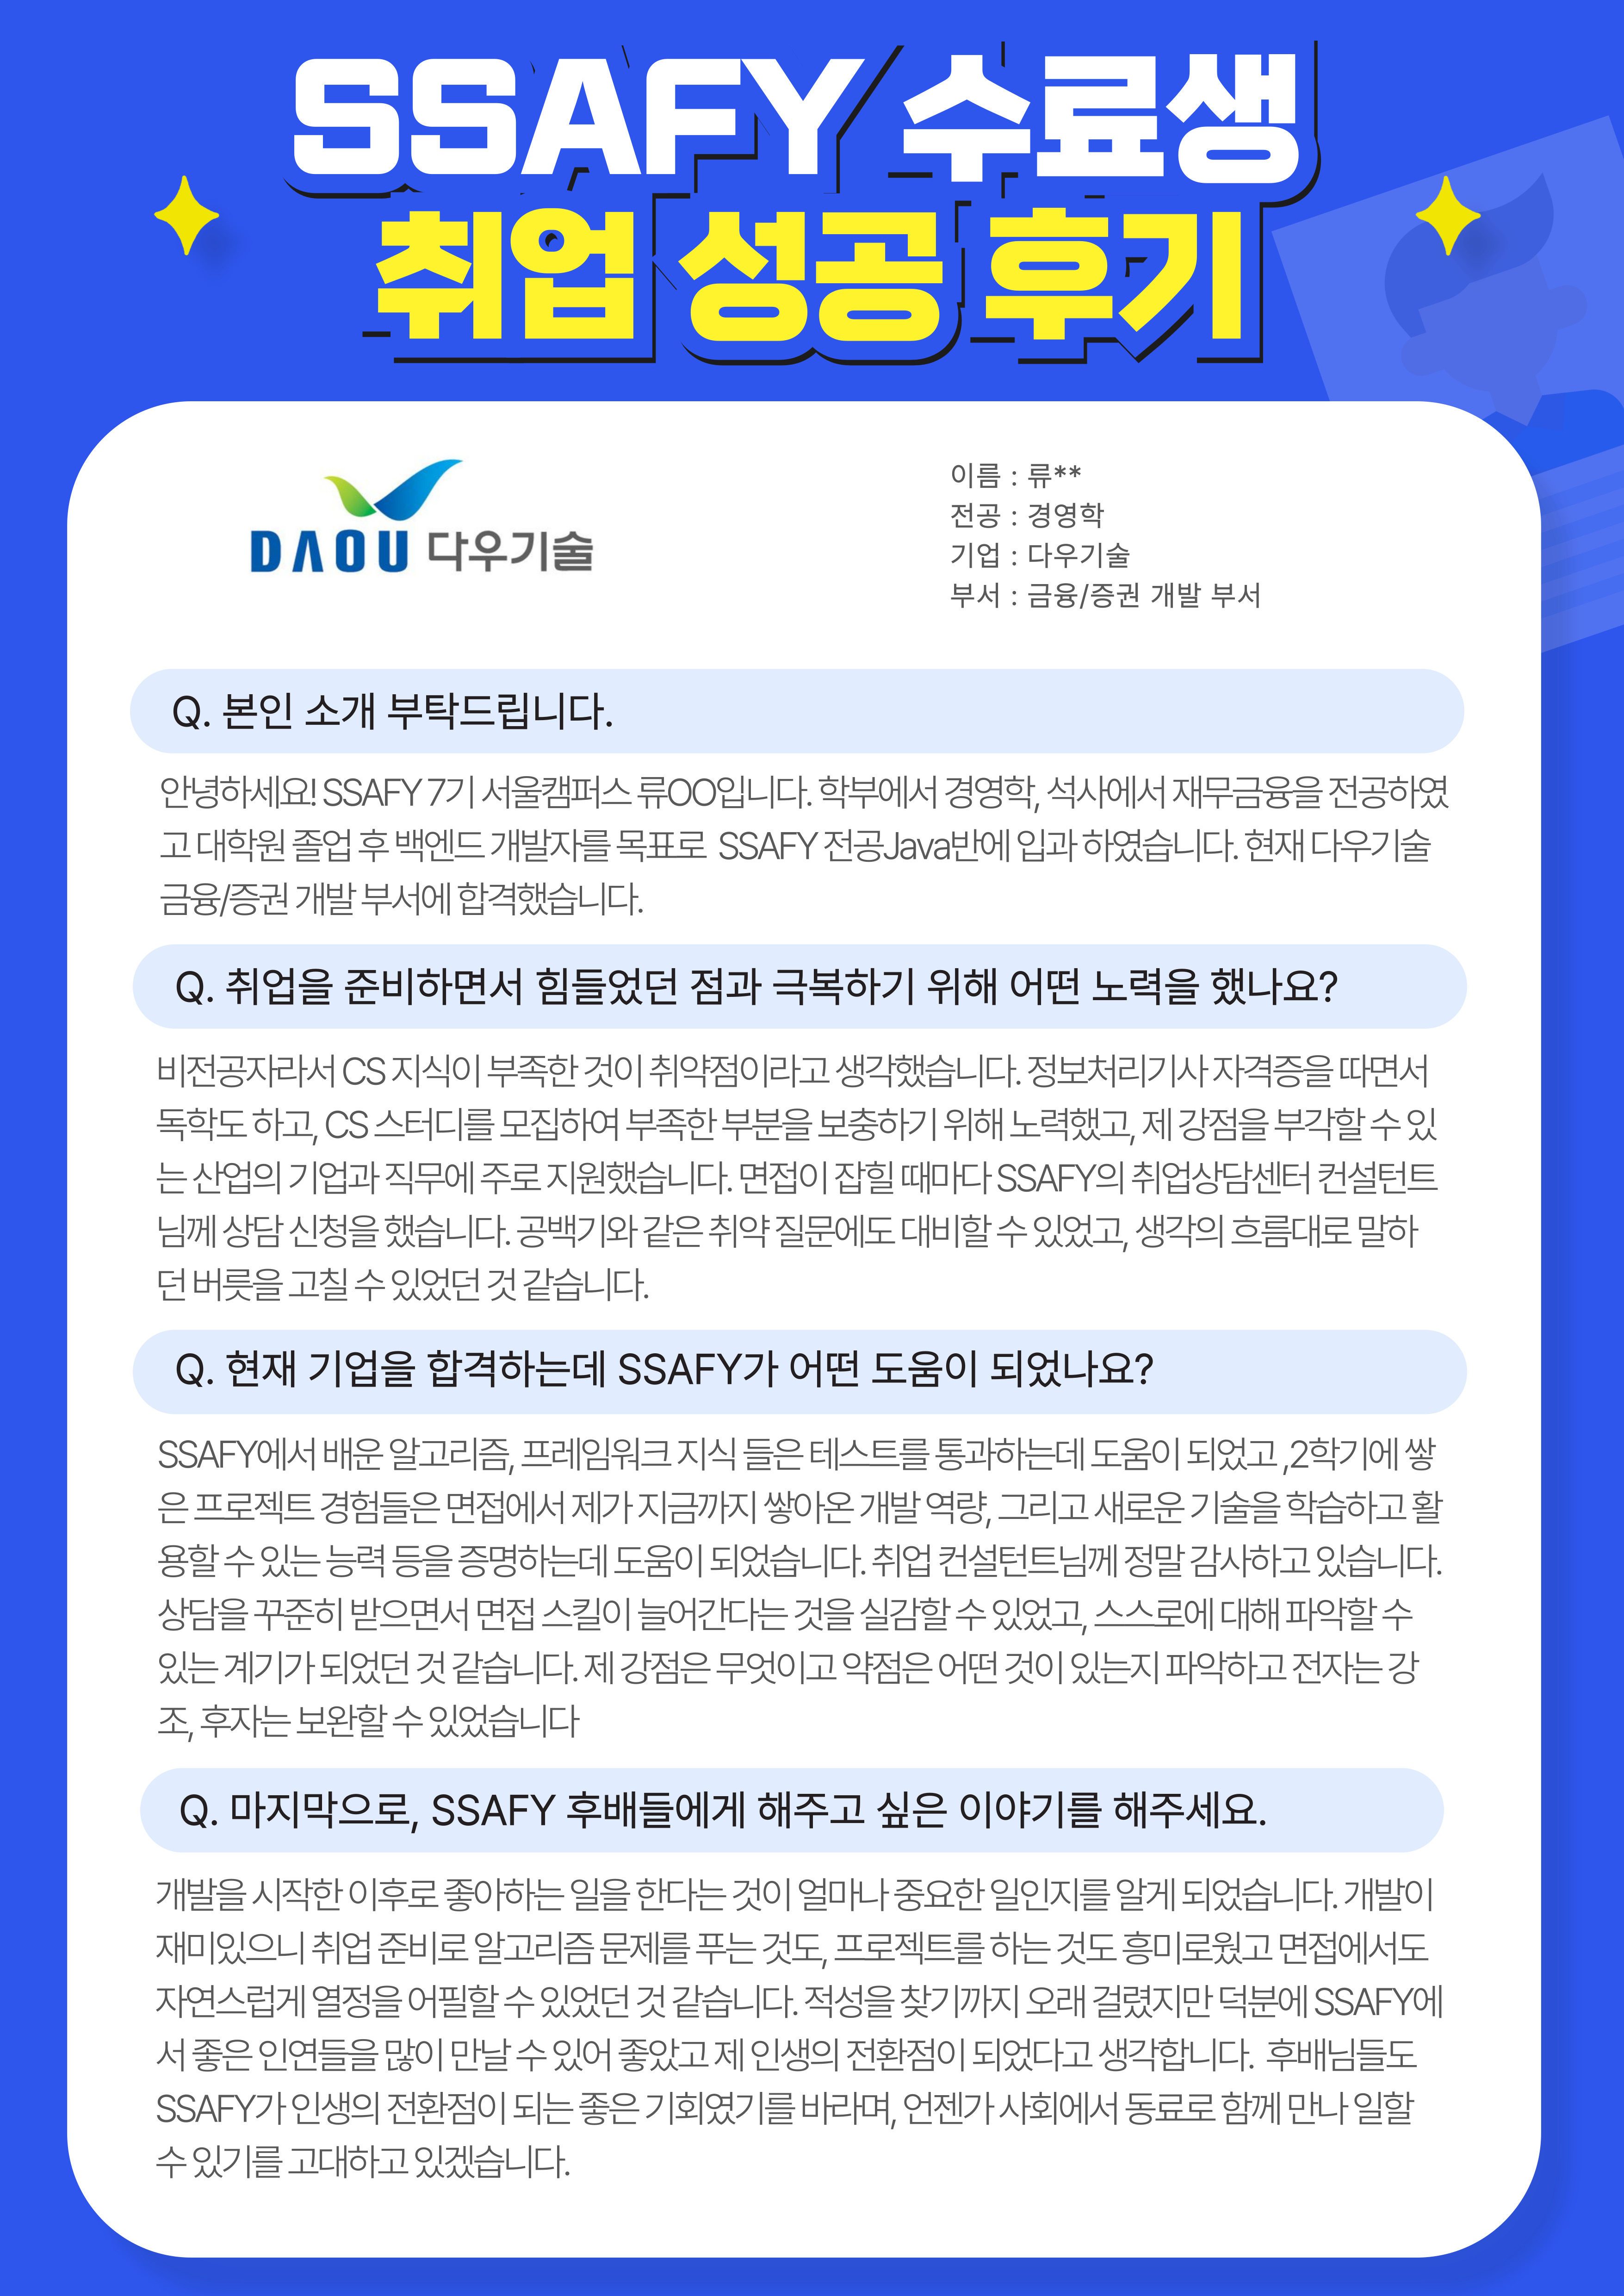 SSAFY 수료생
취업 성공 후기
DAOU 다우기술
이름 : 류**
전공 : 경영학
기업 : 다우기술
부서 : 금융/증권 개발 부서
Q. 본인 소개 부탁드립니다.
안녕하세요! SSAFY 7기 서울캠퍼스 류OO입니다. 학부에서 경영학, 석사에서 재무금융을 전공하였
고 대학원 졸업 후 백엔드 개발자를 목표로 SSAFY 전공Java반에 입과 하였습니다. 현재 다우기술
금융/증권 개발 부서에 합격했습니다.
Q. 취업을 준비하면서 힘들었던 점과 극복하기 위해 어떤 노력을 했나요?
비전공자라서 CS 지식이 부족한 것이 취약점이라고 생각했습니다. 정보처리기사 자격증을 따면서
독학도 하고, CS 스터디를 모집하여 부족한 부분을 보충하기 위해 노력했고, 제 강점을 부각할 수 있
는 산업의 기업과 직무에 주로 지원했습니다. 면접이 잡힐 때마다 SSAFY의 취업상담센터 컨설턴트
님께 상담 신청을 했습니다. 공백기와 같은 취약 질문에도 대비할 수 있었고, 생각의 흐름대로 말하
던 버릇을 고칠 수 있었던 것 같습니다.
Q. 현재 기업을 합격하는데 SSAFY가 어떤 도움이 되었나요?
SSAFY에서 배운 알고리즘, 프레임워크 지식 들은 테스트를 통과하는데 도움이 되었고 ,2학기에 쌓
은 프로젝트 경험들은 면접에서 제가 지금까지 쌓아온 개발 역량, 그리고 새로운 기술을 학습하고 활
용할 수 있는 능력 등을 증명하는데 도움이 되었습니다. 취업 컨설턴트님께 정말 감사하고 있습니다.
상담을 꾸준히 받으면서 면접 스킬이 늘어간다는 것을 실감할 수 있었고, 스스로에 대해 파악할 수
있는 계기가 되었던 것 같습니다. 제 강점은 무엇이고 약점은 어떤 것이 있는지 파악하고 전자는 강
조, 후자는 보완할 수 있었습니다
Q. 마지막으로, SSAFY 후배들에게 해주고 싶은 이야기를 해주세요.
개발을 시작한 이후로 좋아하는 일을 한다는 것이 얼마나 중요한 일인지를 알게 되었습니다. 개발이
재미있으니 취업 준비로 알고리즘 문제를 푸는 것도, 프로젝트를 하는 것도 흥미로웠고 면접에서도
자연스럽게 열정을 어필할 수 있었던 것 같습니다. 적성을 찾기까지 오래 걸렸지만 덕분에 SSAFY에
서 좋은 인연들을 많이 만날 수 있어 좋았고 제 인생의 전환점이 되었다고 생각합니다. 후배님들도
SSAFY가 인생의 전환점이 되는 좋은 기회였기를 바라며, 언젠가 사회에서 동료로 함께 만나 일할
수 있기를 고대하고 있겠습니다.